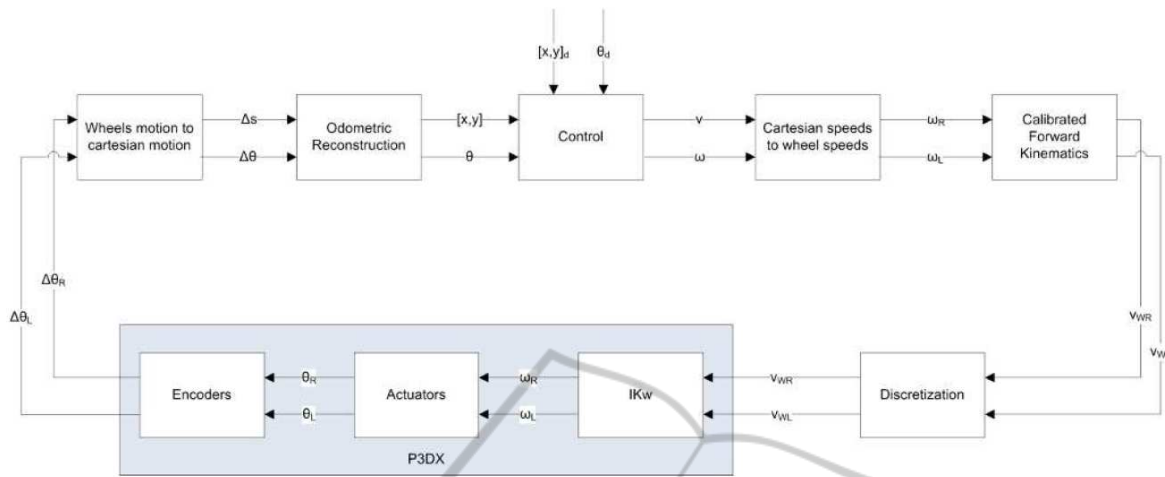 [x,y]d
θd
Wheels motion to
cartesian motion
Δs
Δθ
Odometric
Reconstruction
[x,y]
θ
Control
v
ω
Cartesian speeds
to wheel speeds
ωR
ωL
Calibrated
Forward
Kinematics
ΔθR
ΔθL
vWR
vW
Encoders
θR
θL
Actuators
ωR
ωL
IKw
vWR
vWL
Discretization
P3DX